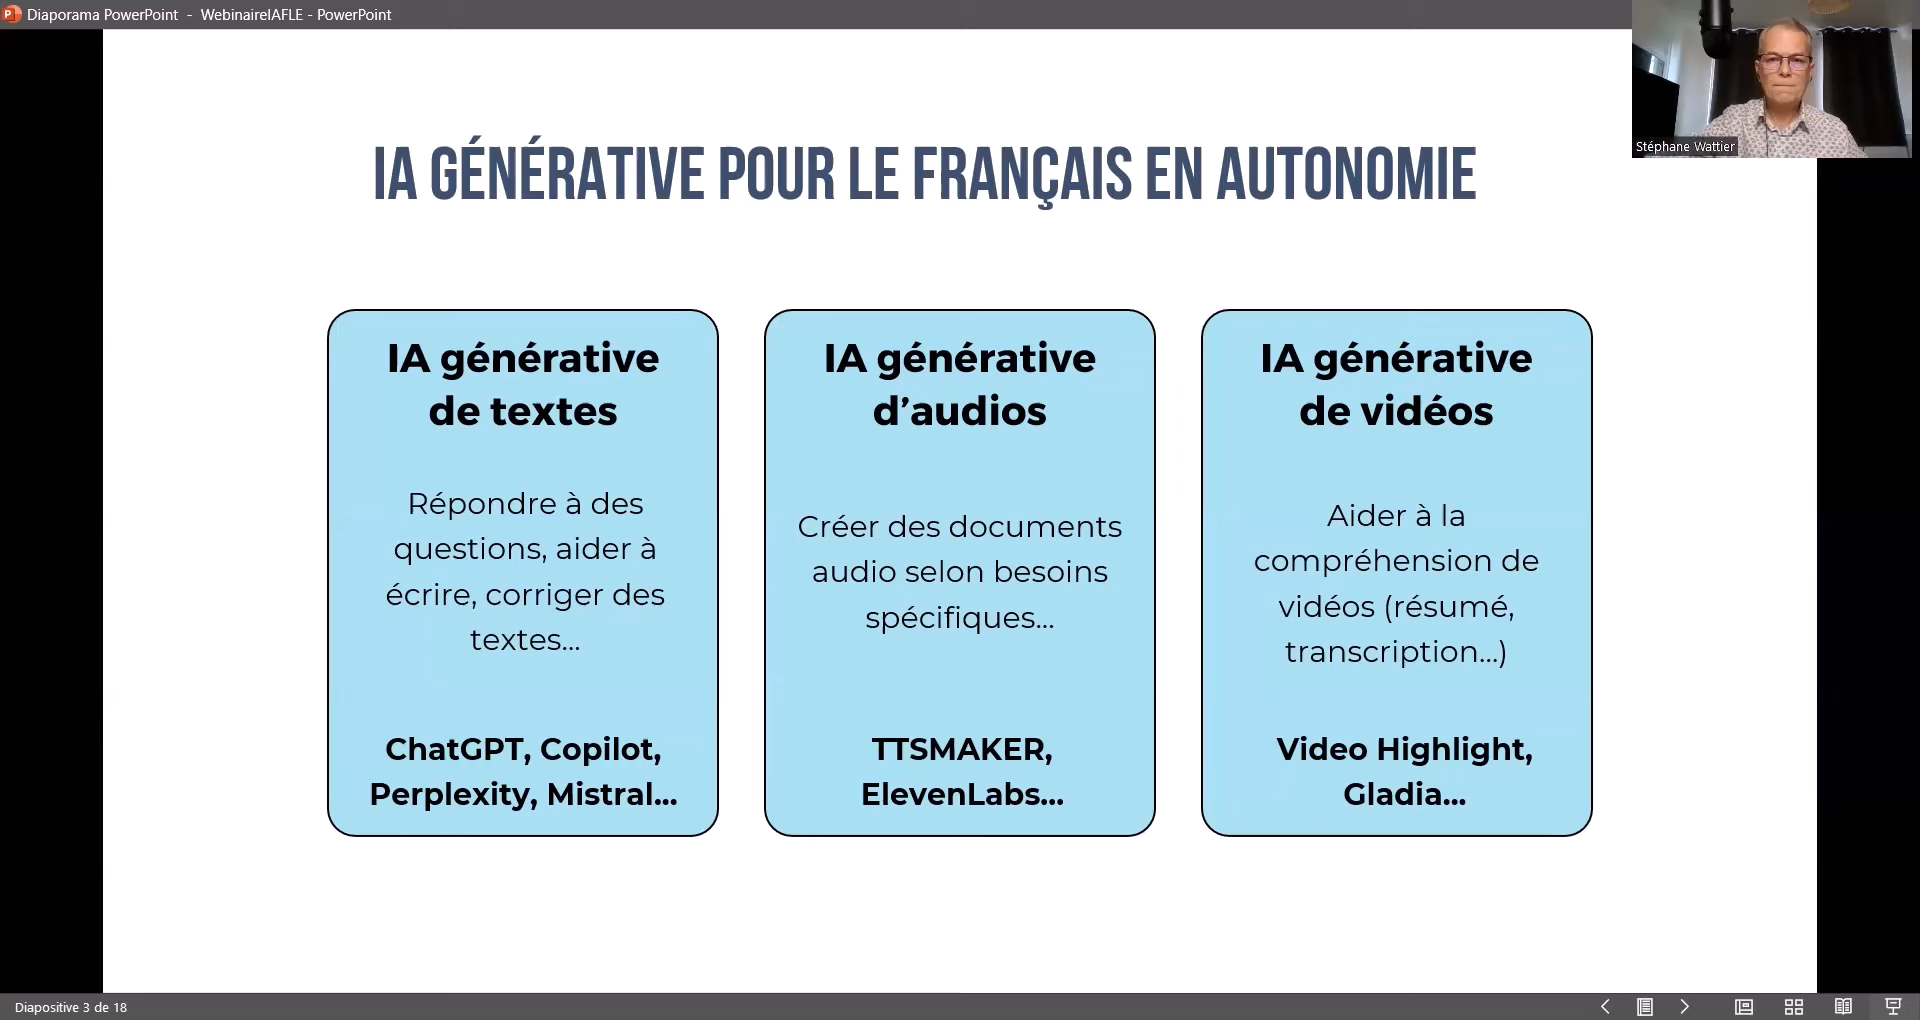 Diaporama PowerPoint - WebinaireIAFLE - PowerPoint
Stéphane Wattier
IA GÉNÉRATIVE POUR LE FRANÇAIS EN AUTONOMIE
IA générative
de textes
Répondre à des
questions, aider à
écrire, corriger des
textes...
ChatGPT, Copilot,
Perplexity, Mistral...
IA générative
d’audios
Créer des documents
audio selon besoins
spécifiques...
TTSMAKER,
ElevenLabs...
IA générative
de vidéos
Aider à la
compréhension de
vidéos (résumé,
transcription...)
Video Highlight,
Gladia...
Diapositive 3 de 18